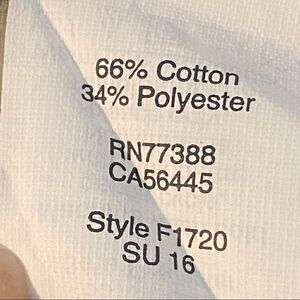 66% Cotton
34% Polyester
RN77388
CA56445
Style F1720
SU 16